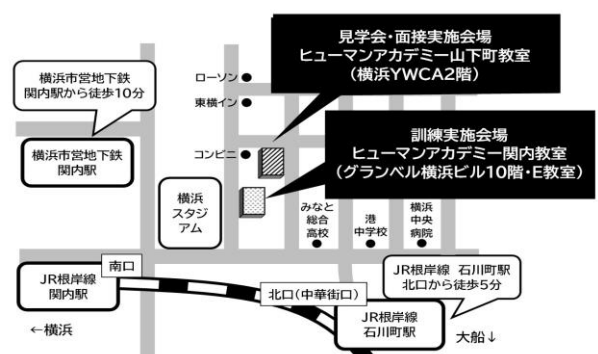 見学会・面接実施会場
ヒューマンアカデミー山下町教室
(横浜YWCA2階)
横浜市営地下鉄
関内駅から徒歩10分
ローソン
東横イン
訓練実施会場
ヒューマンアカデミー関内教室
(グランベル横浜ビル10階・E教室)
横浜市営地下鉄
関内駅
コンビニ
横浜
スタジ
アム
みなと
総合
高校
港
中学校
横浜
中央
病院
JR根岸線
関内駅
南口
北口(中華街口)
JR根岸線 石川町駅
北口から徒歩5分
JR根岸線
石川町駅
←横浜
大船↓